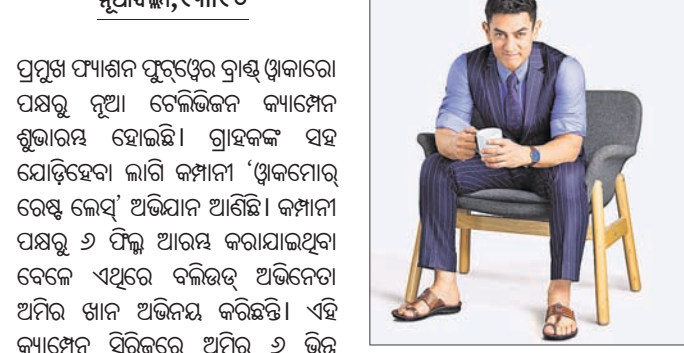 ପ୍ରମୁଖ ଫ୍ୟାଶନ ଫୁଟ୍‌ୱେର ବ୍ରାଣ୍ଡ ୱାକାରୋ
ପକ୍ଷରୁ ନୂଆ ଟେଲିଭିଜନ କ୍ୟାମ୍ପେନ
ଶୁଭାରମ୍ଭ ହୋଇଛି। ଗ୍ରାହକଙ୍କ ସହ
ଯୋଡ଼ିହେବା ଲାଗି କମ୍ପାନୀ ‘ୱାକମୋର୍
ରେଷ୍ଟ ଲେସ୍’ ଅଭିଯାନ ଆଣିଛି। କମ୍ପାନୀ
ପକ୍ଷରୁ ୬ ଫିଲ୍ମ ଆରମ୍ଭ କରାଯାଇଥିବା
ବେଳେ ଏଥିରେ ବଲିଉଡ୍ ଅଭିନେତା
ଅମିର ଖାନ ଅଭିନୟ କରିଛନ୍ତି। ଏହି
କ୍ୟାମ୍ପେନ ସିରିଜରେ ଅମିର ୬ ଭିନ୍ନ